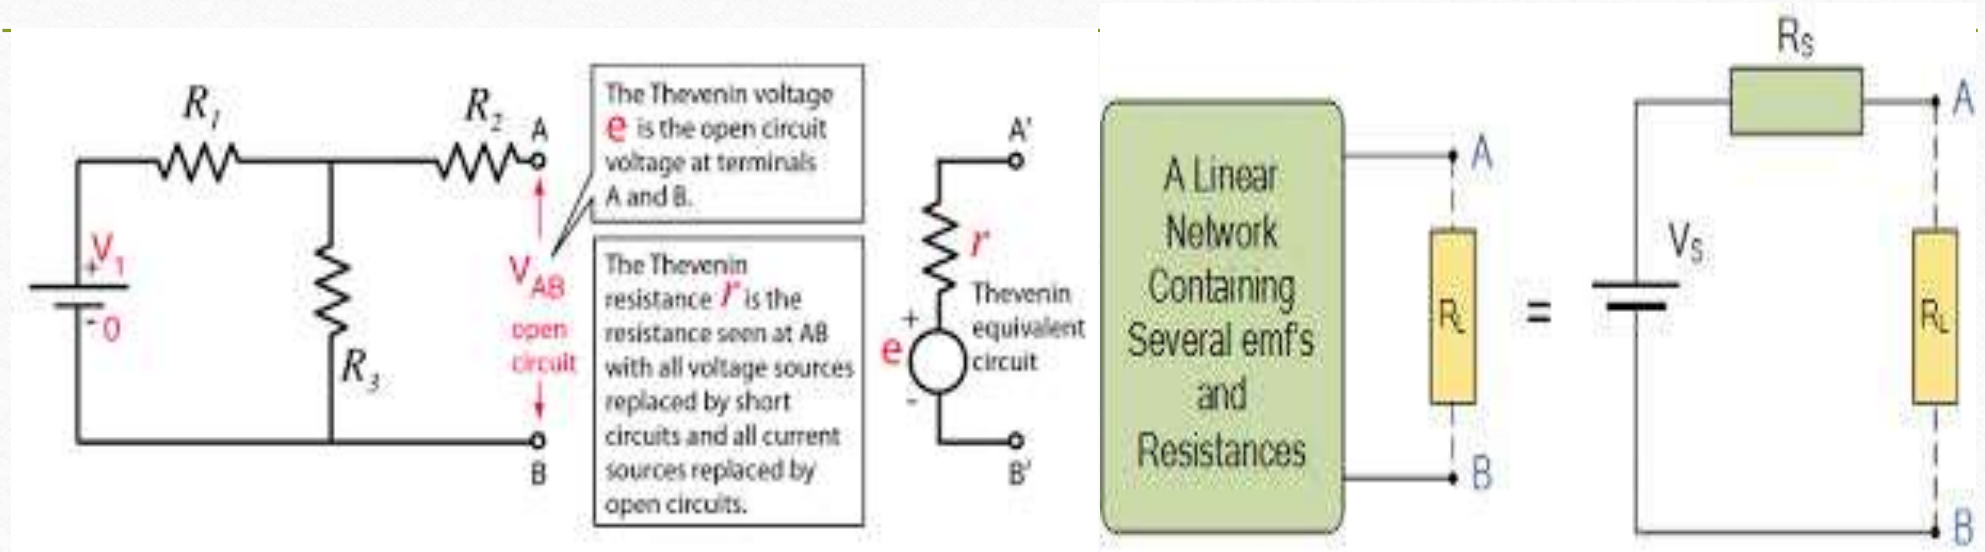 R1
R2
A
V1
+
- 0
R3
VAB
open
circuit
B
The Thevenin voltage
e is the open circuit
voltage at terminals
A and B.
The Thevenin
resistance r is the
resistance seen at AB
with all voltage sources
replaced by short
circuits and all current
sources replaced by
open circuits.
A'
r
Thevenin
equivalent
circuit
+
e
-
B'
A Linear
Network
Containing
Several emf's
and
Resistances
A
RL
B
=
RS
A
VS
RL
B